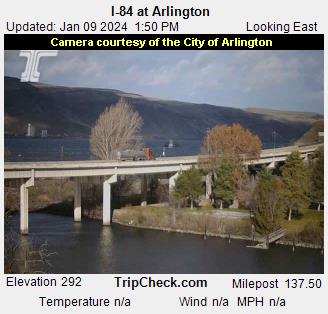 I-84 at Arlington
Updated: Jan 09 2024 1:50 PM Looking East
Camera courtesy of the City of Arlington
Elevation 292 TripCheck.com Milepost 137.50
Temperature n/a Wind n/a MPH n/a